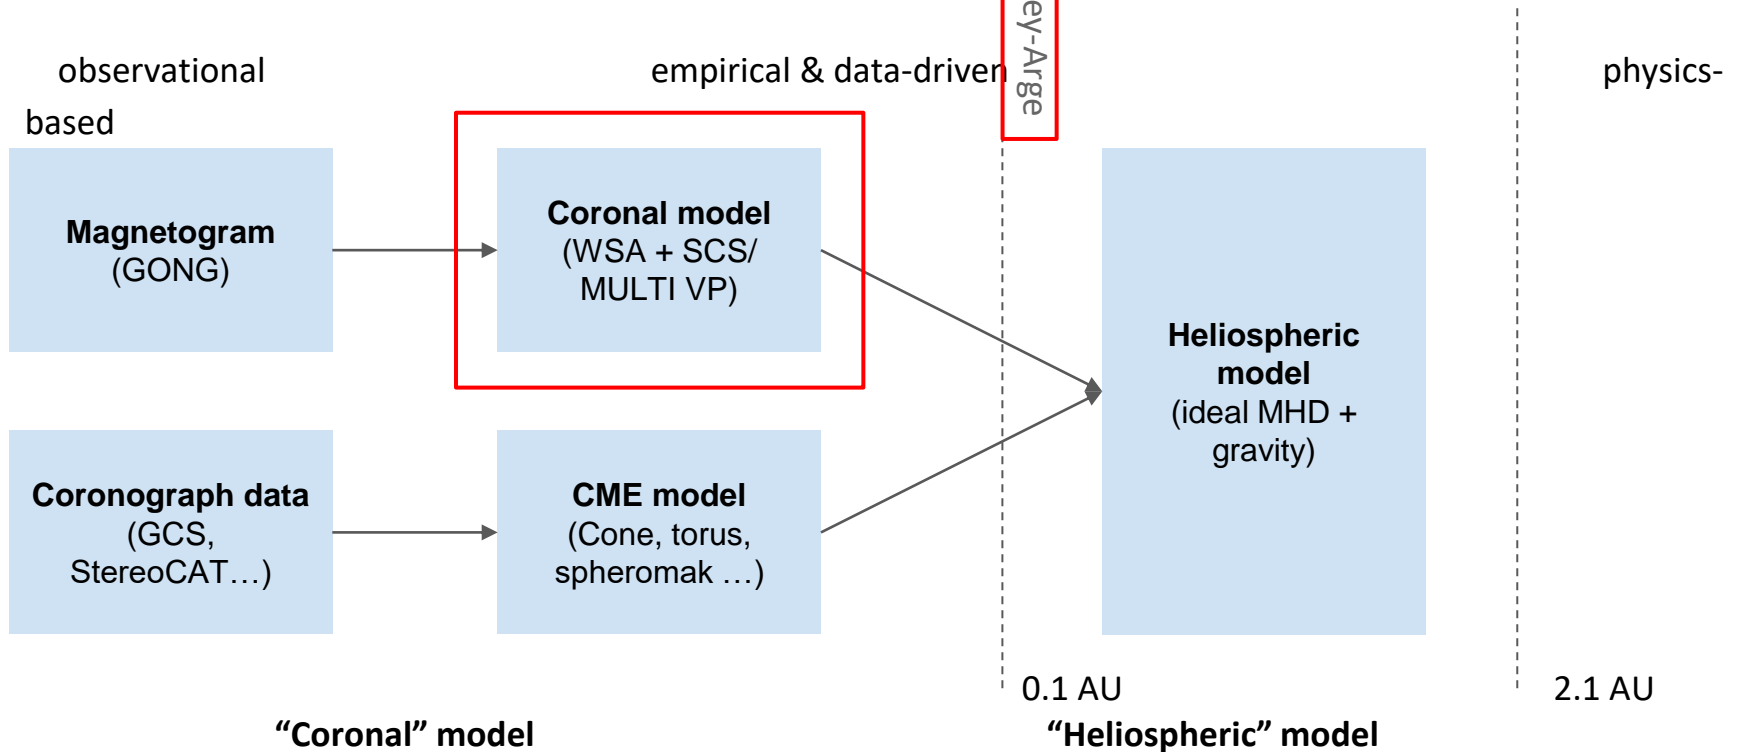 ey-Arge
observational
empirical & data-driven
physics-
based
Magnetogram
(GONG)
Coronal model
(WSA + SCS/
MULTI VP)
Heliospheric
model
(ideal MHD +
gravity)
Coronograph data
(GCS,
StereoCAT…)
CME model
(Cone, torus,
spheromak …)
0.1 AU
2.1 AU
“Coronal” model
“Heliospheric” model